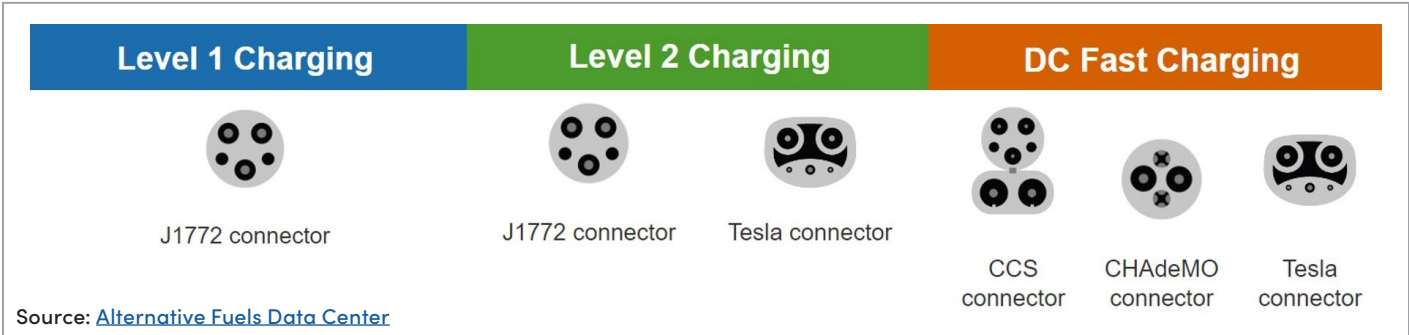 Level 1 Charging
Level 2 Charging
DC Fast Charging
J1772 connector
J1772 connector
Tesla connector
CCS
connector
CHAdeMO
connector
Tesla
connector
Source: Alternative Fuels Data Center